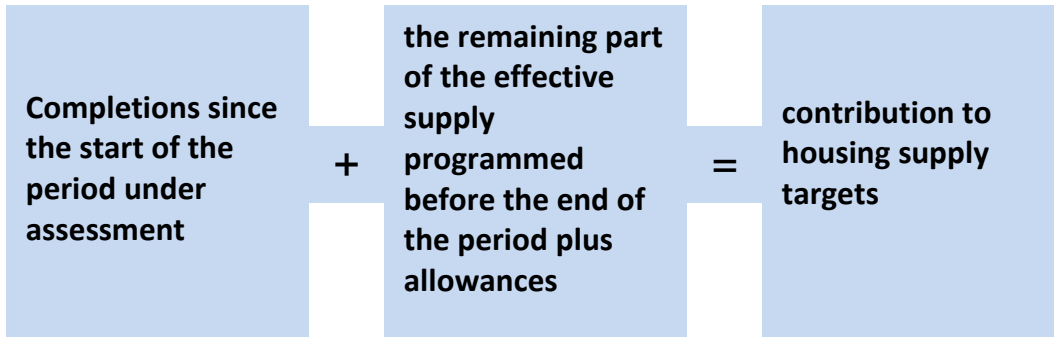 Completions since
the start of the
period under
assessment
+
the remaining part
of the effective
supply
programmed
before the end of
the period plus
allowances
=
contribution to
housing supply
targets